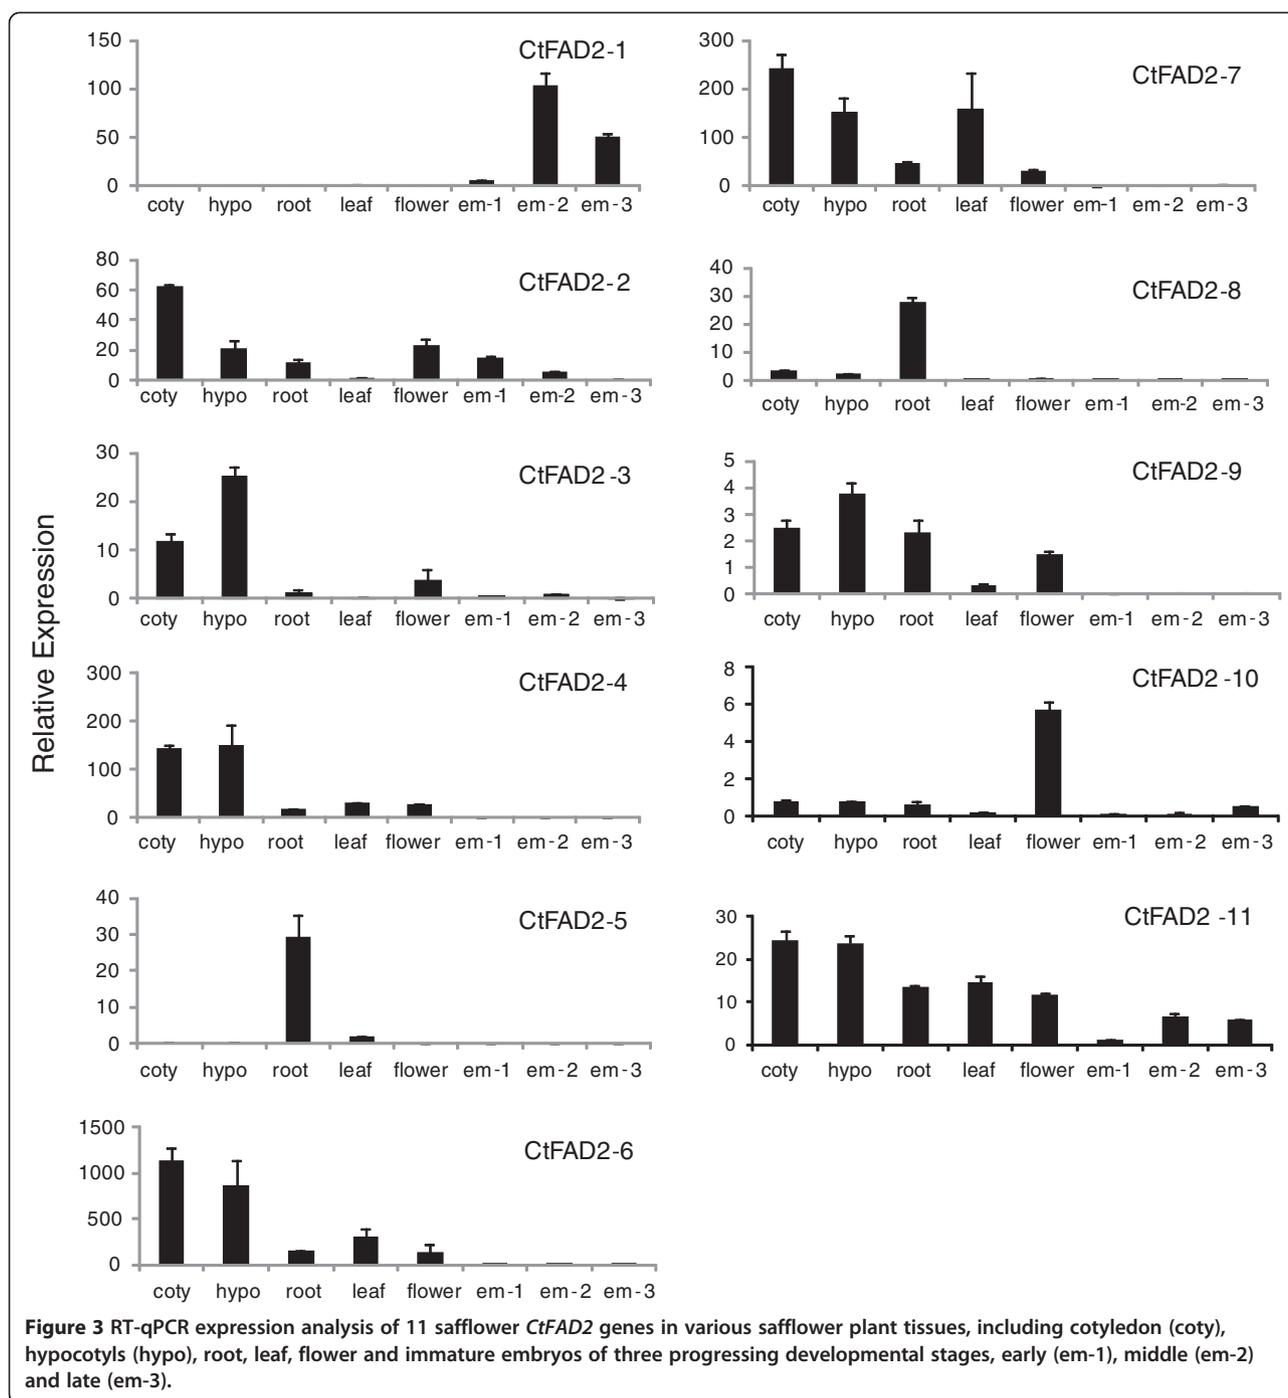 Relative Expression
CtFAD2-1
150
100
50
0
coty hypo root leaf flower em-1 em-2 em-3
CtFAD2-2
80
60
40
20
0
coty hypo root leaf flower em-1 em-2 em-3
CtFAD2-3
30
20
10
0
coty hypo root leaf flower em-1 em-2 em-3
CtFAD2-4
300
200
100
0
coty hypo root leaf flower em-1 em-2 em-3
CtFAD2-5
40
30
20
10
0
coty hypo root leaf flower em-1 em-2 em-3
CtFAD2-6
1500
1000
500
0
coty hypo root leaf flower em-1 em-2 em-3
CtFAD2-7
300
200
100
0
coty hypo root leaf flower em-1 em-2 em-3
CtFAD2-8
40
30
20
10
0
coty hypo root leaf flower em-1 em-2 em-3
CtFAD2-9
5
4
3
2
1
0
coty hypo root leaf flower em-1 em-2 em-3
CtFAD2-10
8
6
4
2
0
coty hypo root leaf flower em-1 em-2 em-3
CtFAD2-11
30
20
10
0
coty hypo root leaf flower em-1 em-2 em-3
Figure 3 RT-qPCR expression analysis of 11 safflower CtFAD2 genes in various safflower plant tissues, including cotyledon (coty),
hypocotyls (hypo), root, leaf, flower and immature embryos of three progressing developmental stages, early (em-1), middle (em-2)
and late (em-3).